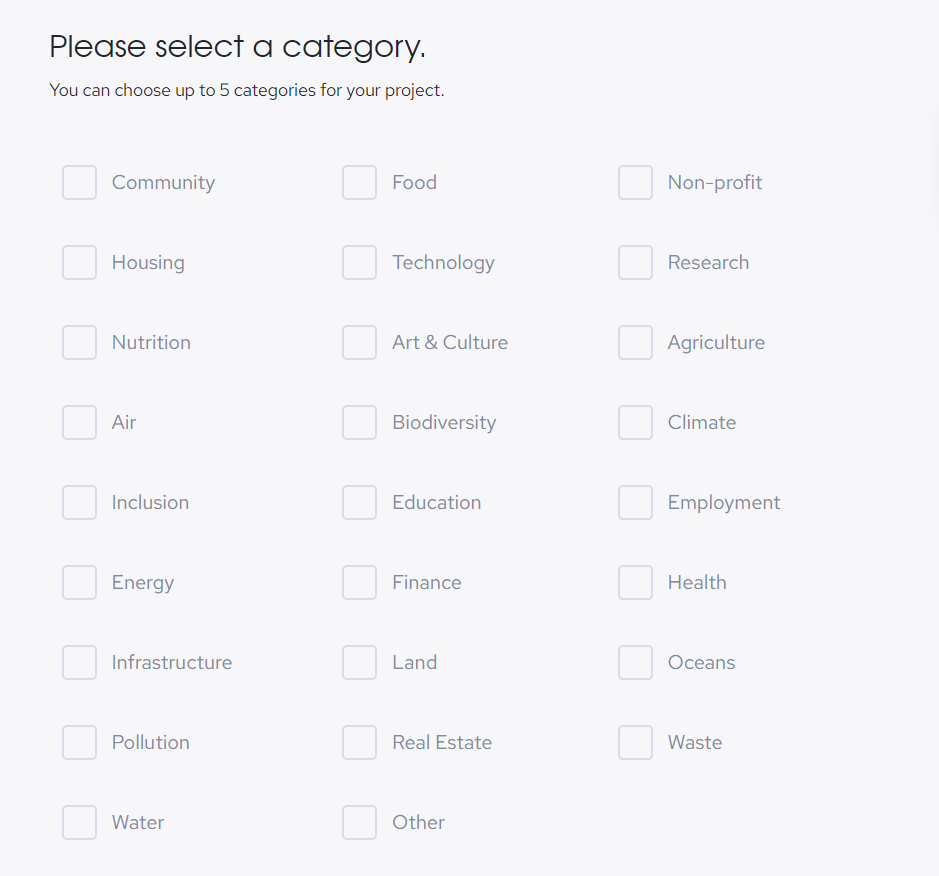 Please select a category.
You can choose up to 5 categories for your project.
Community Food Non-profit
Housing Technology Research
Nutrition Art & Culture Agriculture
Air Biodiversity Climate
Inclusion Education Employment
Energy Finance Health
Infrastructure Land Oceans
Pollution Real Estate Waste
Water Other